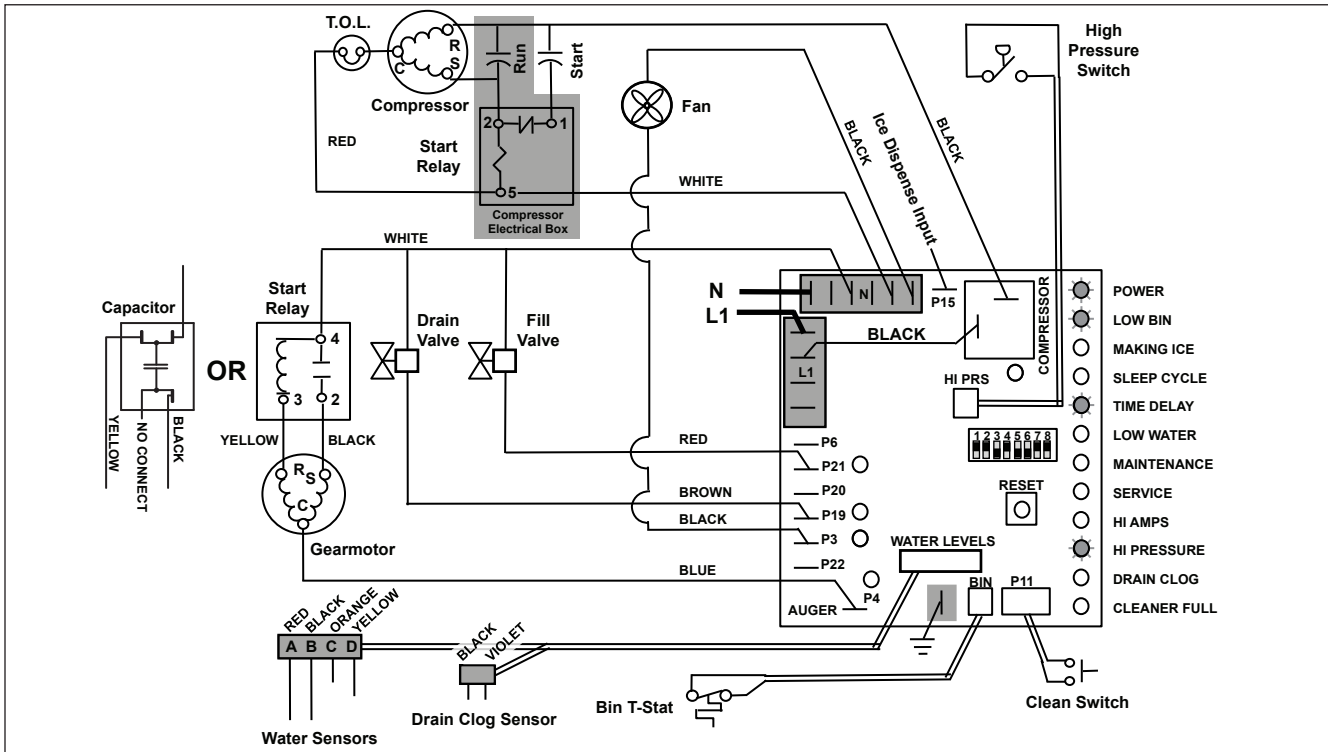 T.O.L.
C
R
S
Compressor
Run
Start
2
1
5
Start
Relay
Compressor
Electrical Box
RED
Fan
BLACK
Ice Dispense Input
BLACK
High
Pressure
Switch
WHITE
WHITE
Capacitor
YELLOW
NO CONNECT
BLACK
OR
Start
Relay
4
3
2
YELLOW
BLACK
R
S
C
Gearmotor
Drain
Valve
Fill
Valve
N
L1
N
P15
BLACK
L1
COMPRESSOR
HI PRS
RED
BROWN
BLACK
BLUE
P6
P21
P20
P19
P3
P22
P4
AUGER
1 2 3 4 5 6 7 8
RESET
WATER LEVELS
BIN
P11
POWER
LOW BIN
MAKING ICE
SLEEP CYCLE
TIME DELAY
LOW WATER
MAINTENANCE
SERVICE
HI AMPS
HI PRESSURE
DRAIN CLOG
CLEANER FULL
RED
BLACK
ORANGE
YELLOW
A B C D
Water Sensors
BLACK
VIOLET
Drain Clog Sensor
Bin T-Stat
Clean Switch